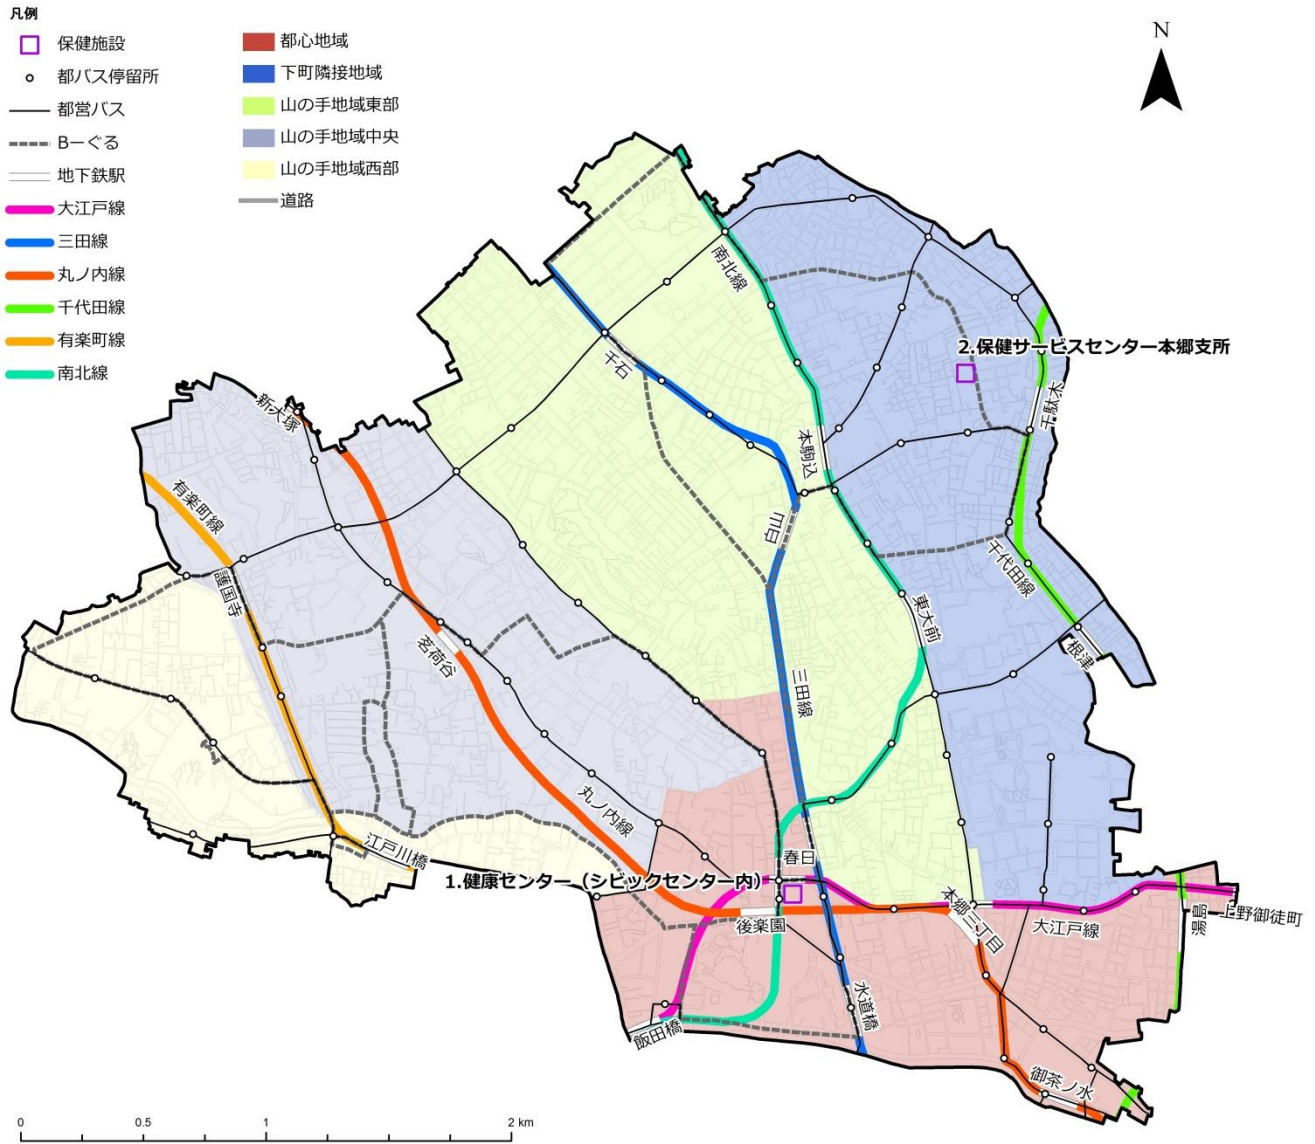 凡例
保健施設
都バス停留所
都営バス
Bーぐる
地下鉄駅
大江戸線
三田線
丸ノ内線
千代田線
有楽町線
南北線
都心地域
下町隣接地域
山の手地域東部
山の手地域中央
山の手地域西部
道路
N
南北線
2.保健サービスセンター本郷支所
千石
千駄木
新大塚
本駒込
有楽町線
白山
千代田線
護国寺
東大前
茗荷谷
根津
三田線
丸ノ内線
江戸川橋
春日
1.健康センター（シビックセンター内）
本郷三丁目
後楽園
大江戸線
湯島
上野御徒町
水道橋
飯田橋
御茶ノ水
0 0.5 1 2 km